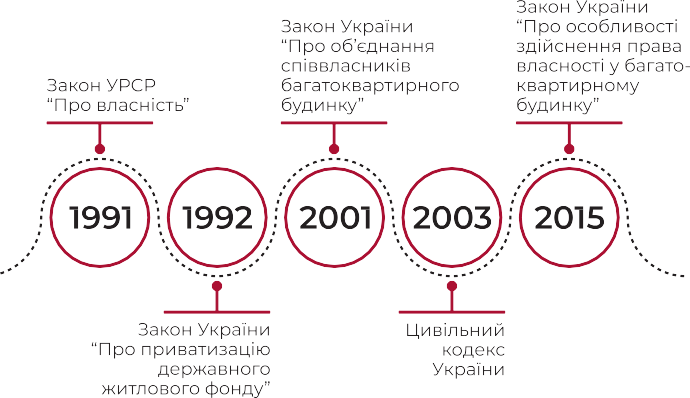 Закон УРСР
“Про власність”
Закон України
“Про об’єднання
співвласників
багатоквартирного
будинку”
Закон України
“Про особливості
здійснення права
власності у багато-
квартирному
будинку”
1991
1992
2001
2003
2015
Закон України
“Про приватизацію
державного
житлового фонду”
Цивільний
кодекс
України